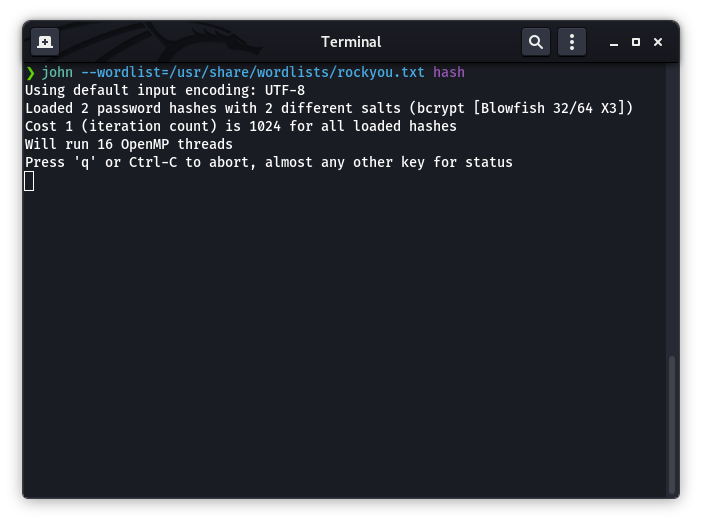 Terminal
❯ john --wordlist=/usr/share/wordlists/rockyou.txt hash
Using default input encoding: UTF-8
Loaded 2 password hashes with 2 different salts (bcrypt [Blowfish 32/64 X3])
Cost 1 (iteration count) is 1024 for all loaded hashes
Will run 16 OpenMP threads
Press 'q' or Ctrl-C to abort, almost any other key for status